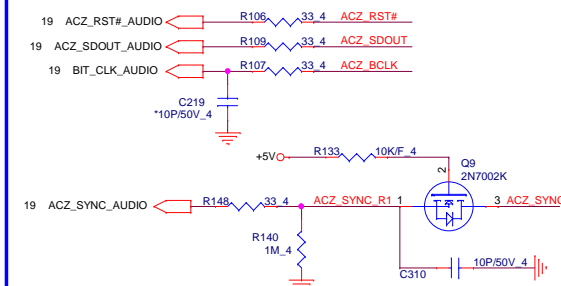 19 ACZ_RST#_AUDIO R106 33_4 ACZ_RST#
19 ACZ_SDOUT_AUDIO R109 33_4 ACZ_SDOUT
19 BIT_CLK_AUDIO R107 33_4 ACZ_BCLK
C219
*10P/50V_4
+5V R133 10K/F_4
Q9
2N7002K
2
19 ACZ_SYNC_AUDIO R148 33_4 ACZ_SYNC_R1 1 3 ACZ_SYNC
R140
1M_4
C310 10P/50V_4